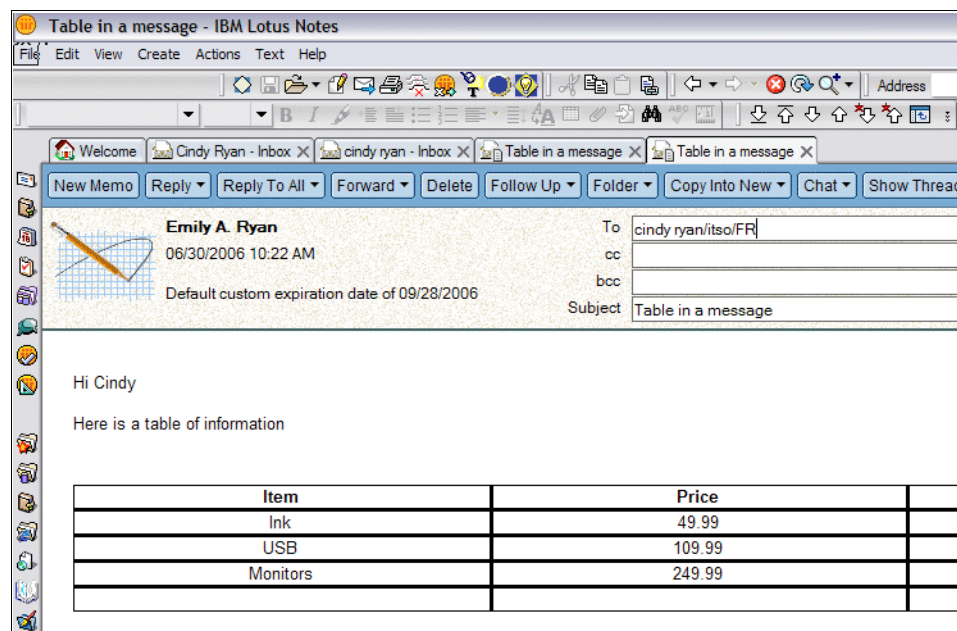 Table in a message - IBM Lotus Notes
File Edit View Create Actions Text Help
Address
B I
Welcome Cindy Ryan - Inbox cindy ryan - Inbox Table in a message Table in a message
New Memo Reply Reply To All Forward Delete Follow Up Folder Copy Into New Chat Show Threa
Emily A. Ryan To cindy ryan/itso/FR
06/30/2006 10:22 AM cc
bcc
Default custom expiration date of 09/28/2006
Subject Table in a message
Hi Cindy
Here is a table of information
Item Price
Ink 49.99
USB 109.99
Monitors 249.99